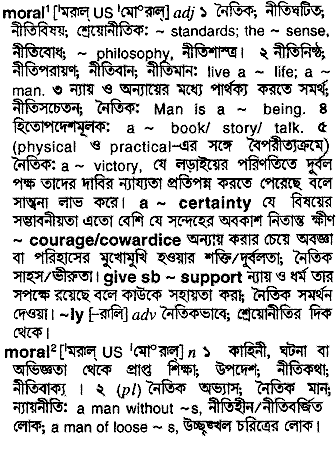 moral¹ [ˈমরাল্ US ˈমো°রাল্] adj ১ নৈতিক; নীতিঘটিত;
নীতিবিষয়; শ্রেয়োনীতিক: ~ standards; the ~ sense,
নীতিবোধ; ~ philosophy, নীতিশাস্ত্র। ২ নীতিনিষ্ঠ;
নীতিপরায়ণ; নীতিবান; নীতিমান: live a ~ life; a ~
man. ৩ ন্যায় ও অন্যায়ের মধ্যে পার্থক্য করতে সমর্থ;
নীতিসচেতন; নৈতিক: Man is a ~ being. ৪
হিতোপদেশমূলক: a ~ book/ story/ talk. ৫
(physical ও practical-এর সঙ্গে বৈপরীত্যক্রমে)
নৈতিক: a ~ victory, যে লড়াইয়ের পরিণতিতে দুর্বল
পক্ষ তাদের দাবির ন্যায্যতা প্রতিপন্ন করতে পেরেছে বলে
সান্ত্বনা লাভ করে। a ~ certainty যে বিষয়ের
সম্ভাবনীয়তা এতো বেশি যে সন্দেহের অবকাশ নিতান্ত ক্ষীণ
~ courage/cowardice অন্যায় করার চেয়ে অবজ্ঞা
বা পরিহাসের মুখোমুখি হওয়ার শক্তি/দুর্বলতা; নৈতিক
সাহস/ভীরুতা। give sb ~ support ন্যায় ও ধর্ম তার
সপক্ষে রয়েছে বলে কাউকে সহায়তা করা; নৈতিক সমর্থন
দেওয়া। ~ly [-রালি] adv নৈতিকভাবে; শ্রেয়োনীতির দিক
থেকে।
moral² [ˈমরাল্ US ˈমো°রাল্] n ১ কাহিনী, ঘটনা বা
অভিজ্ঞতা থেকে প্রাপ্ত শিক্ষা; উপদেশ; নীতিকথা;
নীতিবাক্য। ২ (pl) নৈতিক অভ্যাস; নৈতিক মান;
ন্যায়নীতি: a man without ~s, নীতিহীন/নীতিবর্জিত
লোক; a man of loose ~ s, উচ্ছৃঙ্খল চরিত্রের লোক।